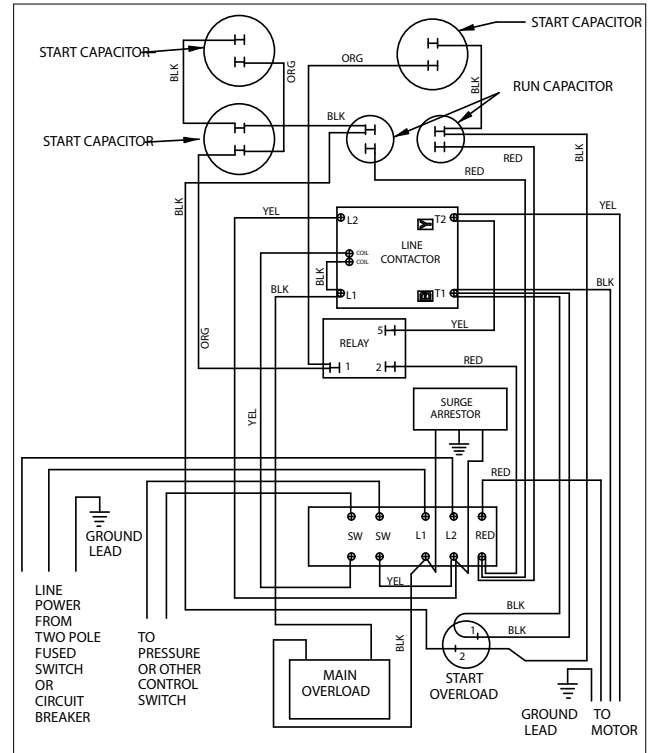 START CAPACITOR
START CAPACITOR
ORG
BLK
ORG
BLK
RUN CAPACITOR
START CAPACITOR
BLK
RED
RED
BLK
BLK
YEL
L2
Y
T2
YEL
LINE
CONTACTOR
COIL
COIL
BLK
BLK
L1
B
T1
BLK
ORG
5
YEL
RELAY
1
2
RED
YEL
SURGE
ARRESTOR
RED
GROUND
LEAD
SW
SW
L1
L2
RED
YEL
LINE
POWER
FROM
TWO POLE
FUSED
SWITCH
OR
CIRCUIT
BREAKER
TO
PRESSURE
OR OTHER
CONTROL
SWITCH
MAIN
OVERLOAD
BLK
BLK
1
BLK
2
START
OVERLOAD
GROUND
LEAD
TO
MOTOR